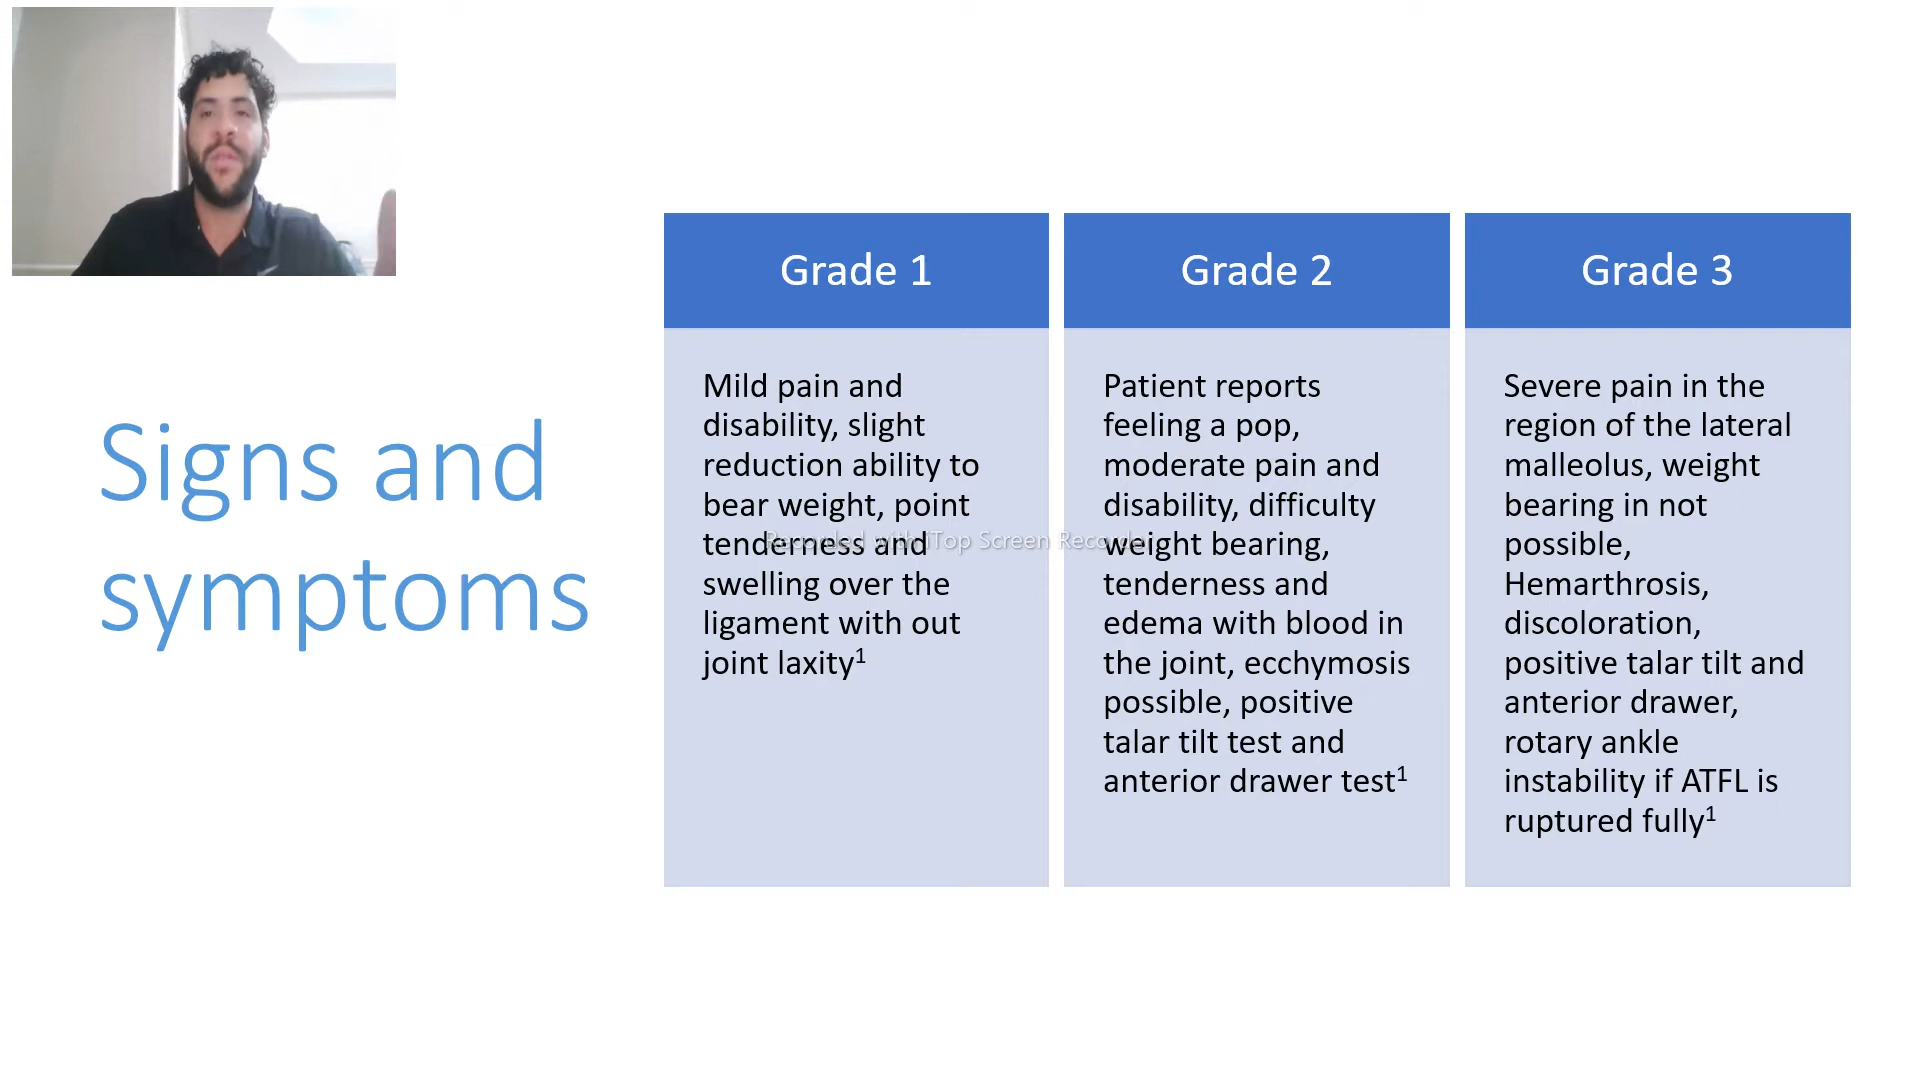 Signs and
symptoms
Grade 1
Mild pain and
disability, slight
reduction ability to
bear weight, point
tenderness and
swelling over the
ligament with out
joint laxity¹
Grade 2
Patient reports
feeling a pop,
moderate pain and
disability, difficulty
weight bearing,
tenderness and
edema with blood in
the joint, ecchymosis
possible, positive
talar tilt test and
anterior drawer test¹
Grade 3
Severe pain in the
region of the lateral
malleolus, weight
bearing in not
possible,
Hemarthrosis,
discoloration,
positive talar tilt and
anterior drawer,
rotary ankle
instability if ATFL is
ruptured fully¹
Recorded with iTop Screen Recorder